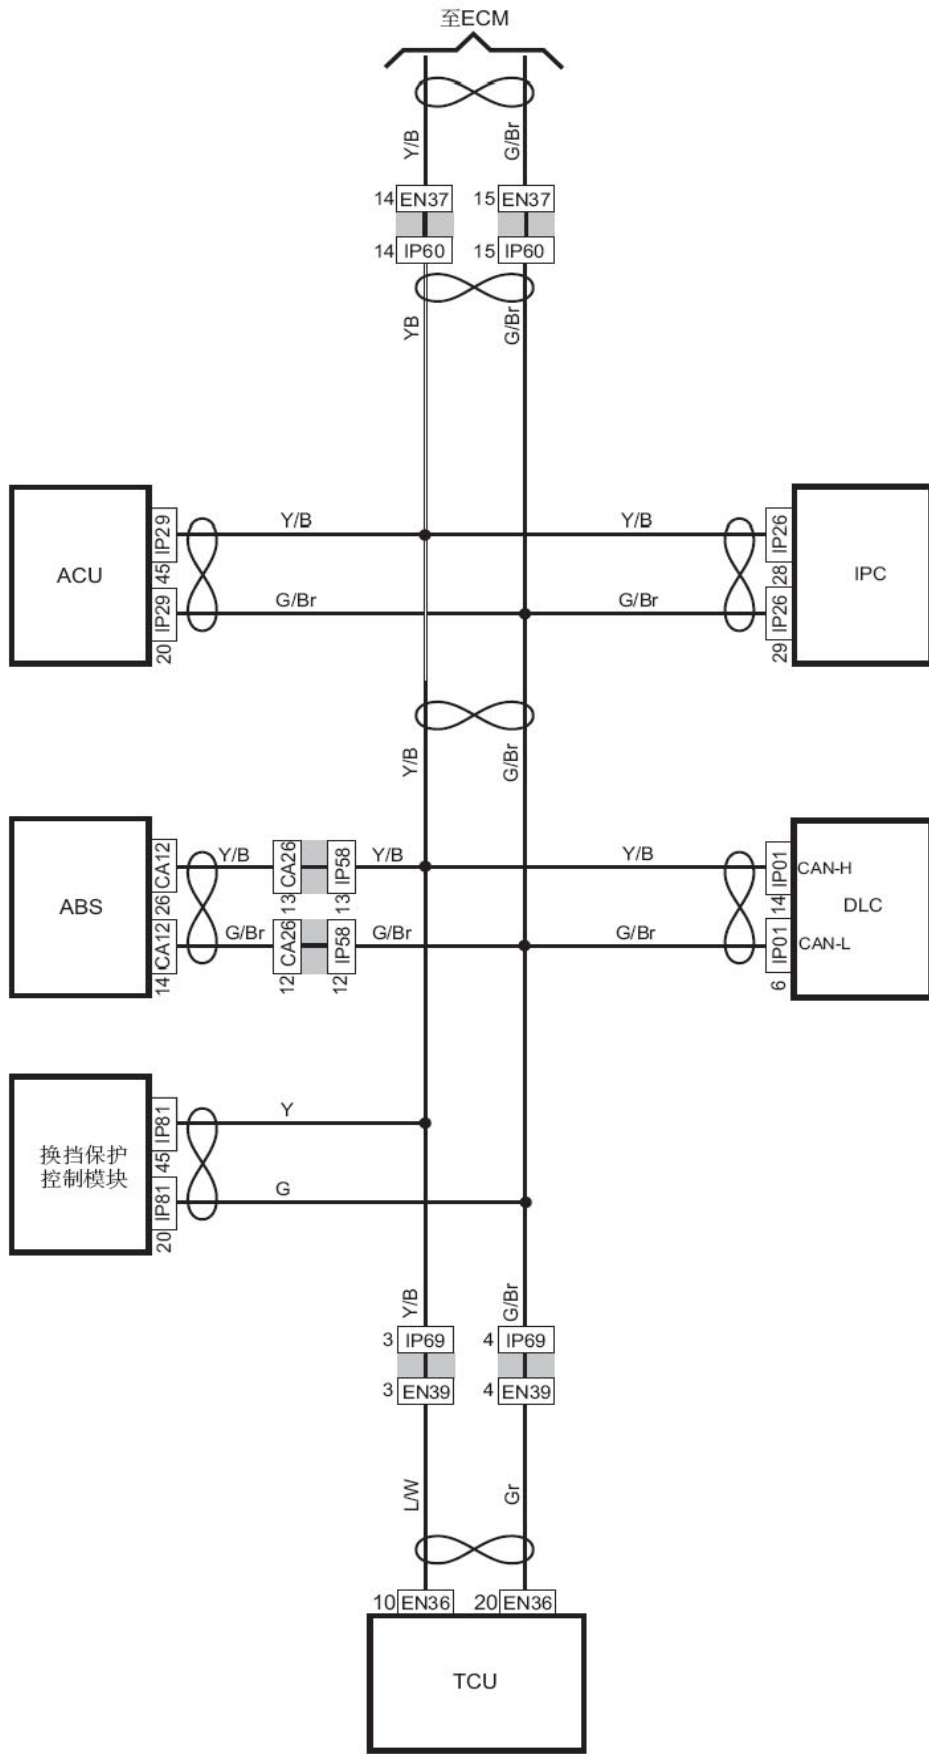 至ECM
Y/B
G/Br
14 EN37
15 EN37
14 IP60
15 IP60
YB
G/Br
ACU
IP29
45
IP29
20
Y/B
G/Br
Y/B
G/Br
IP26
28
IP26
29
IPC
Y/B
G/Br
ABS
CA12
26
CA12
14
Y/B
G/Br
CA26
13
CA26
12
IP58
13
IP58
12
Y/B
G/Br
Y/B
G/Br
IP01
14
IP01
6
CAN-H
DLC
CAN-L
换挡保护
控制模块
IP81
45
IP81
20
Y
G
Y/B
G/Br
3 IP69
4 IP69
3 EN39
4 EN39
L/W
Gr
10 EN36
20 EN36
TCU